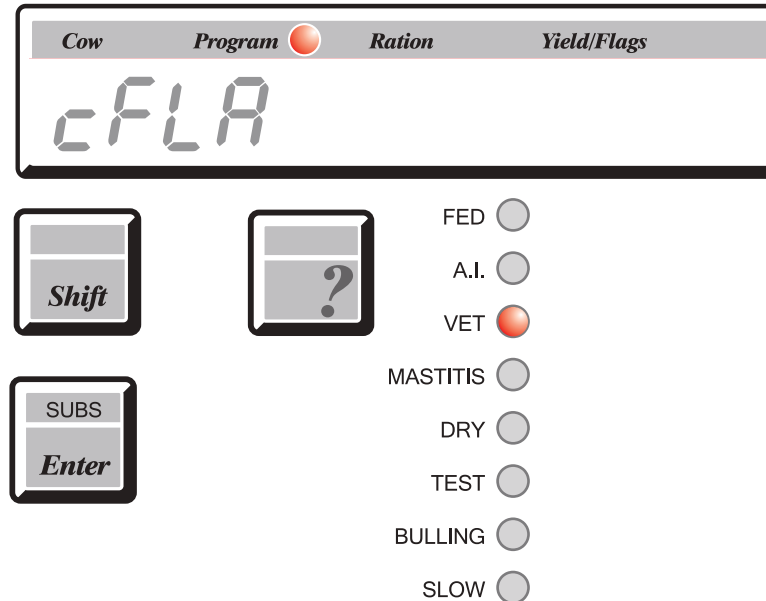 Cow Program Ration Yield/Flags
cFLA
Shift
?
SUBS
Enter
FED
A.I.
VET
MASTITIS
DRY
TEST
BULLING
SLOW